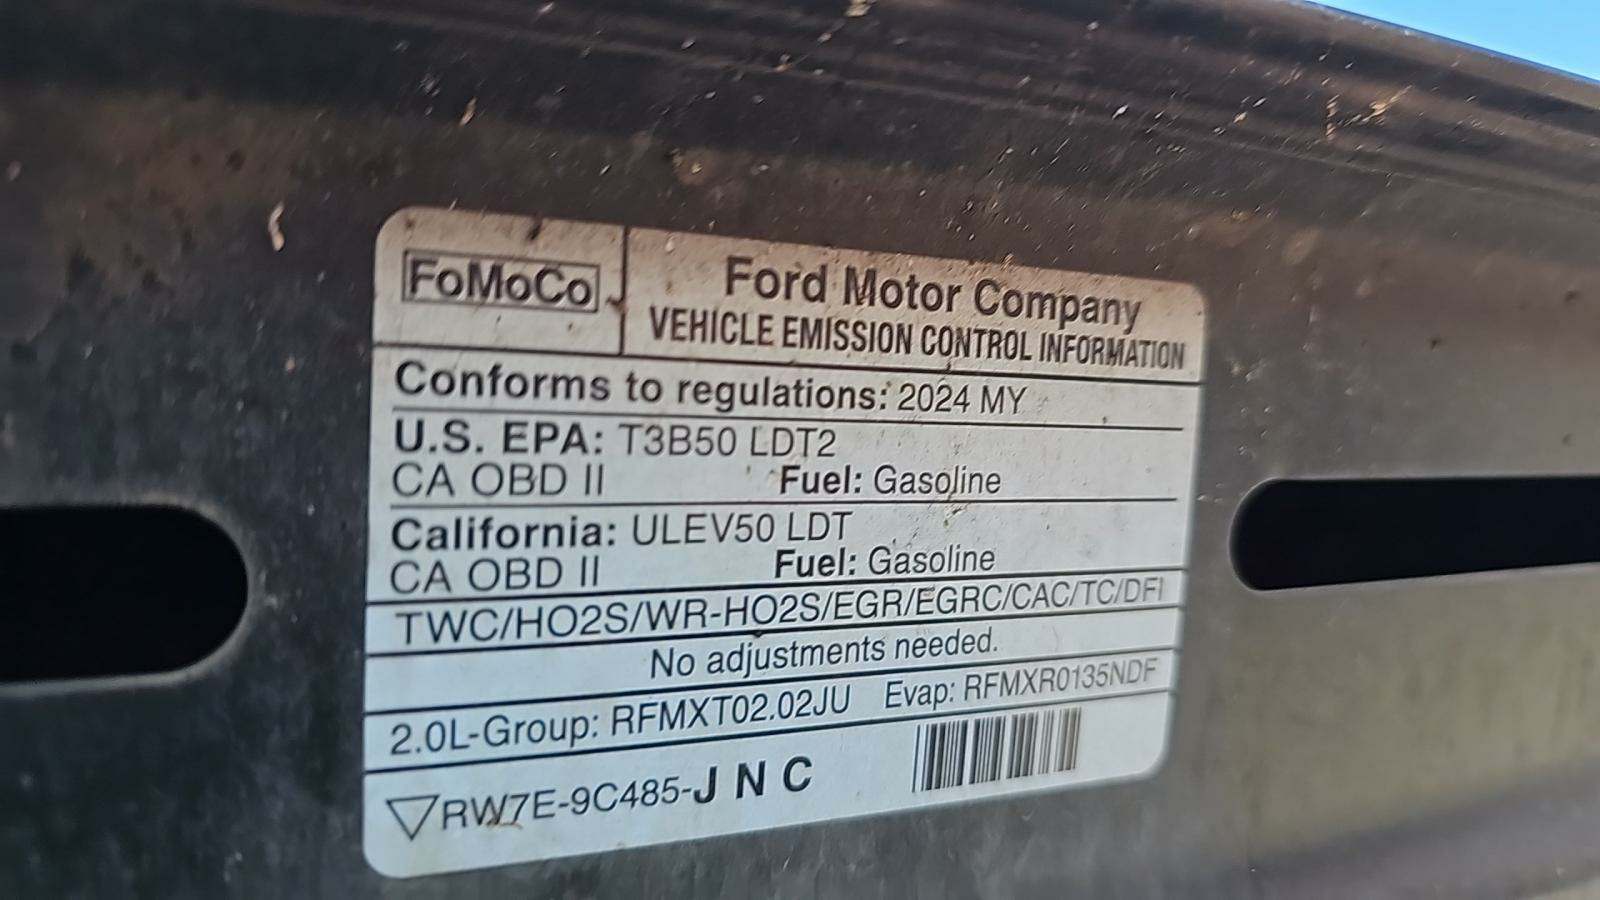 FoMoCo
Ford Motor Company
VEHICLE EMISSION CONTROL INFORMATION
Conforms to regulations: 2024 MY
U.S. EPA: T3B50 LDT2
CA OBD II Fuel: Gasoline
California: ULEV50 LDT
CA OBD II Fuel: Gasoline
TWC/HO2S/WR-HO2S/EGR/EGRC/CAC/TC/DFI
No adjustments needed.
2.0L-Group: RFMXT02.02JU Evap: RFMXR0135NDF
RW7E-9C485-J N C